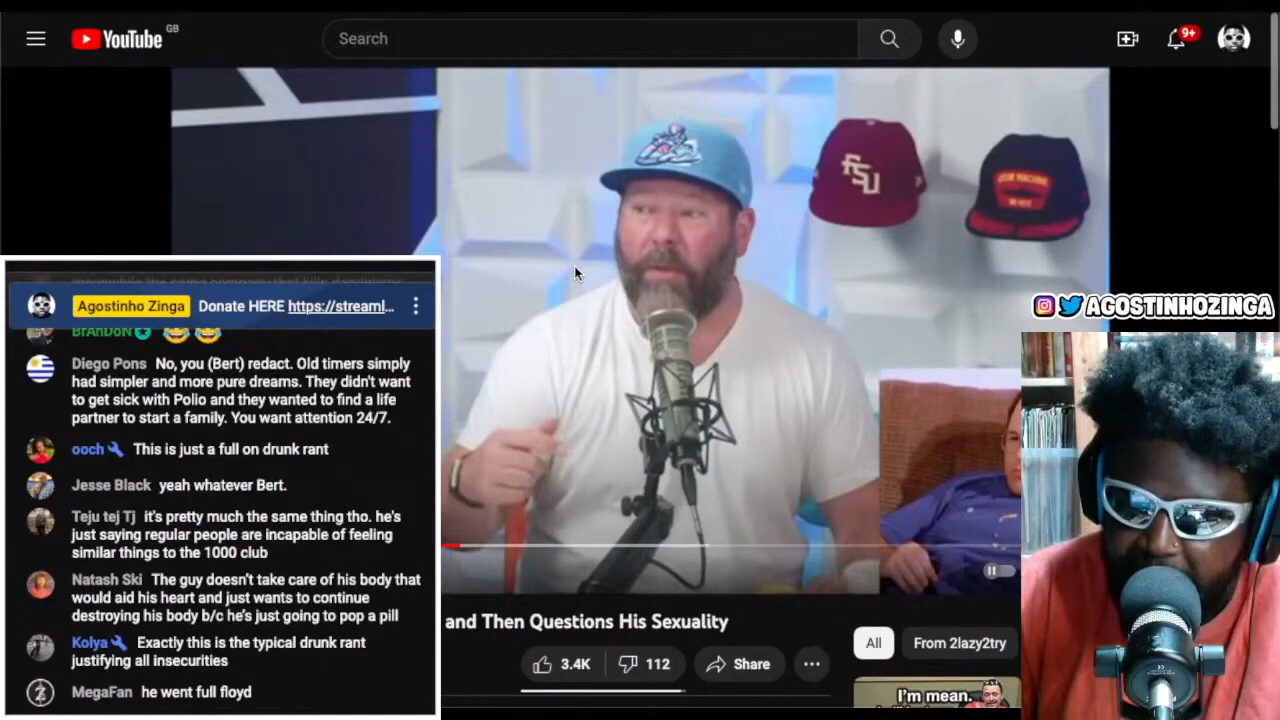 YouTube GB
Search
9+
FSU
meanwhile the same company that kills
Agostinho Zinga Donate HERE https://streaml...
BrAnDoN
Diego Pons No, you (Bert) redact. Old timers simply
had simpler and more pure dreams. They didn't want
to get sick with Polio and they wanted to find a life
partner to start a family. You want attention 24/7.
ooch This is just a full on drunk rant
Jesse Black yeah whatever Bert.
Teju tej Tj it's pretty much the same thing tho. he's
just saying regular people are incapable of feeling
similar things to the 1000 club
Natash Ski The guy doesn't take care of his body that
would aid his heart and just wants to continue
destroying his body b/c he's just going to pop a pill
Kolya Exactly this is the typical drunk rant
justifying all insecurities
MegaFan he went full floyd
AGOSTINHOZINGA
and Then Questions His Sexuality
3.4K 112 Share
All From 2lazy2try
I'm mean.